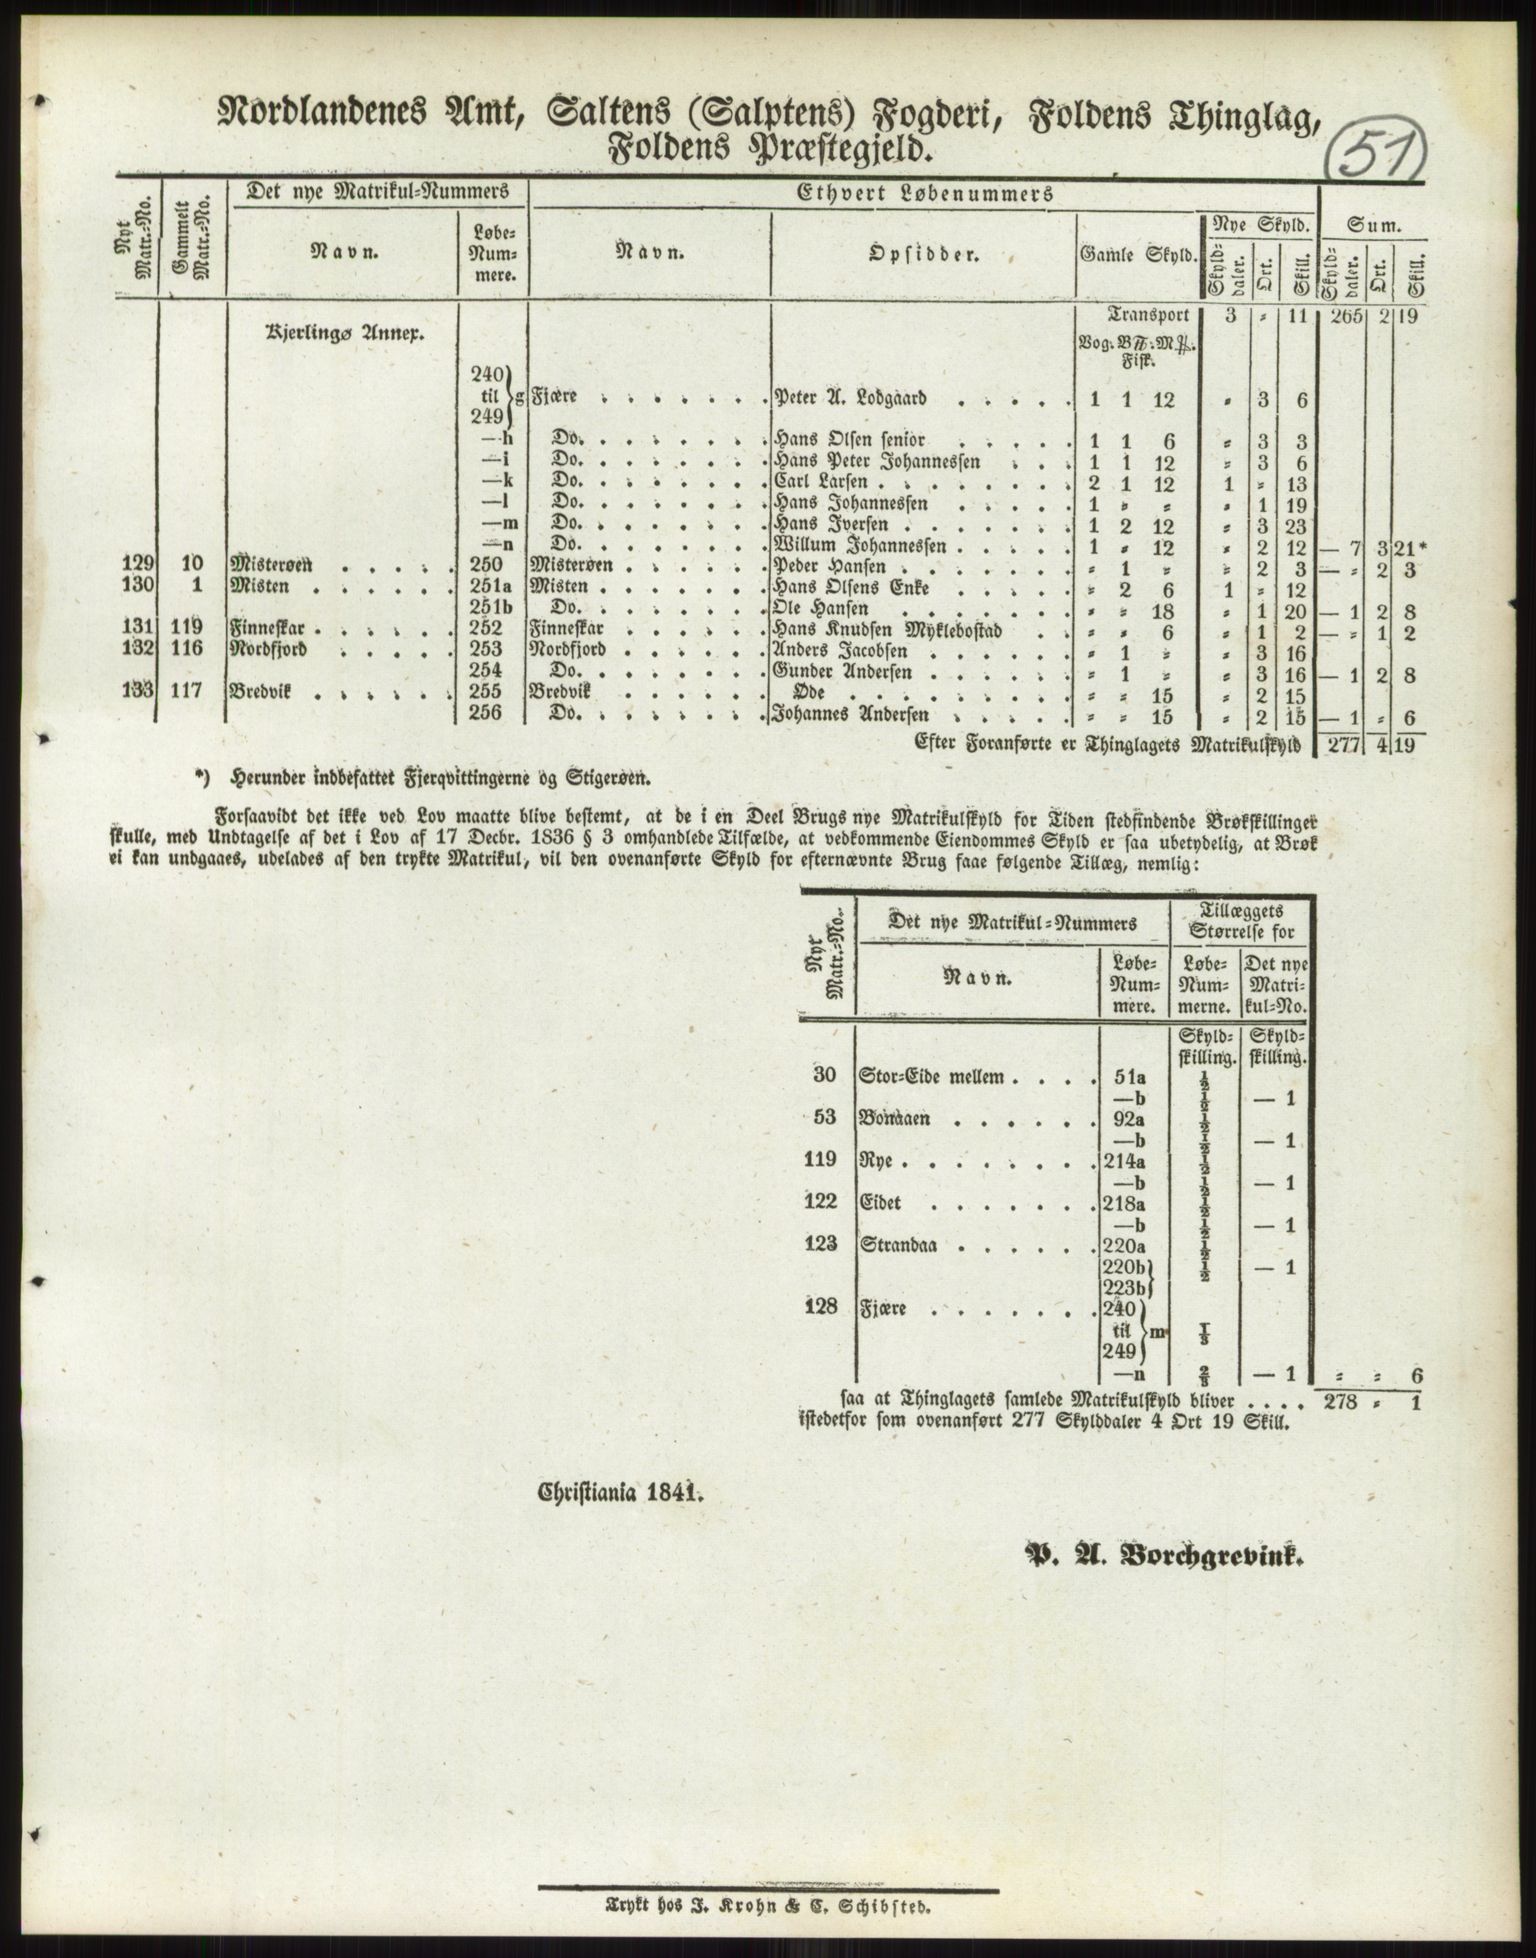 Nordlandenes Amt, Saltens (Salptens) Fogderi, Foldens Thinglag,
Foldens Præstegjeld.
51
Nyt Matr.-No. Gammelt Matr.-No. Det nye Matrikul-Nummers Ethvert Løbenummers
Navn. Løbe-Num-mere. Navn. Opsidder. Gamle Skyld. Nye Skyld. Sum.
Skyld-daler. Ort. Skill. Skyld-daler. Ort. Skill.
Transport 3 „ 11 265 2 19
Kjerlingø Annex.
Vog. B℔. M℔. Fisk.
240 til 249 g Fjære Peter A. Lodgaard 1 1 12 „ 3 6
—h Do. Hans Olsen senior 1 1 6 „ 3 3
—i Do. Hans Peter Johannessen 1 1 12 „ 3 6
—k Do. Carl Larsen 2 1 12 1 „ 13
—l Do. Hans Johannessen 1 „ „ „ 1 19
—m Do. Hans Iversen 1 2 12 „ 3 23
—n Do. Willum Johannessen 1 „ 12 „ 2 12 — 7 3 21*
129 10 Misterøen 250 Misterøen Peder Hansen „ 1 „ „ 2 3 — „ 2 3
130 1 Misten 251a Misten Hans Olsens Enke „ 2 6 1 „ 12
251b Do. Ole Hansen „ „ 18 „ 1 20 — 1 2 8
131 119 Finneskar 252 Finneskar Hans Knudsen Myklebostad „ „ 6 „ 1 2 — „ 1 2
132 116 Nordfjord 253 Nordfjord Anders Jacobsen „ 1 „ „ 3 16
254 Do. Gunder Andersen „ 1 „ „ 3 16 — 1 2 8
133 117 Bredvik 255 Bredvik Øde „ „ 15 „ 2 15
256 Do. Johannes Andersen „ „ 15 „ 2 15 — 1 „ 6
Efter Foranførte er Thinglagets Matrikulskyld 277 4 19
*) Herunder indbefattet Fjerqvittingerne og Stigerøen.
Forsaavidt det ikke ved Lov maatte blive bestemt, at de i en Deel Brugs nye Matrikulskyld for Tiden stedfindende Brøkskillinger
skulle, med Undtagelse af det i Lov af 17 Decbr. 1836 § 3 omhandlede Tilfælde, at vedkommende Eiendommes Skyld er saa ubetydelig, at Brøk
ei kan undgaaes, udelades af den trykte Matrikul, vil den ovenanførte Skyld for efternævnte Brug faae følgende Tillæg, nemlig:
Nyt Matr.-No. Det nye Matrikul-Nummers Tillæggets Størrelse for
Navn. Løbe-Num-mere. Løbe-Num-merne. Det nye Matri-kul-No.
Skyld-skilling. Skyld-skilling.
30 Stor-Eide mellem 51a ½
—b ½ — 1
53 Bonaaen 92a ½
—b ½ — 1
119 Rye 214a ½
—b ½ — 1
122 Eidet 218a ½
—b ½ — 1
123 Strandaa 220a ½
220b 223b ½ — 1
128 Fjære 240 til 249 m ⅓
—n ⅔ — 1 „ „ 6
saa at Thinglagets samlede Matrikulskyld bliver .... 278 „ 1
istedetfor som ovenanført 277 Skylddaler 4 Ort 19 Skill.
Christiania 1841.
P. A. Borchgrevink.
Trykt hos J. Krohn & C. Schibsted.